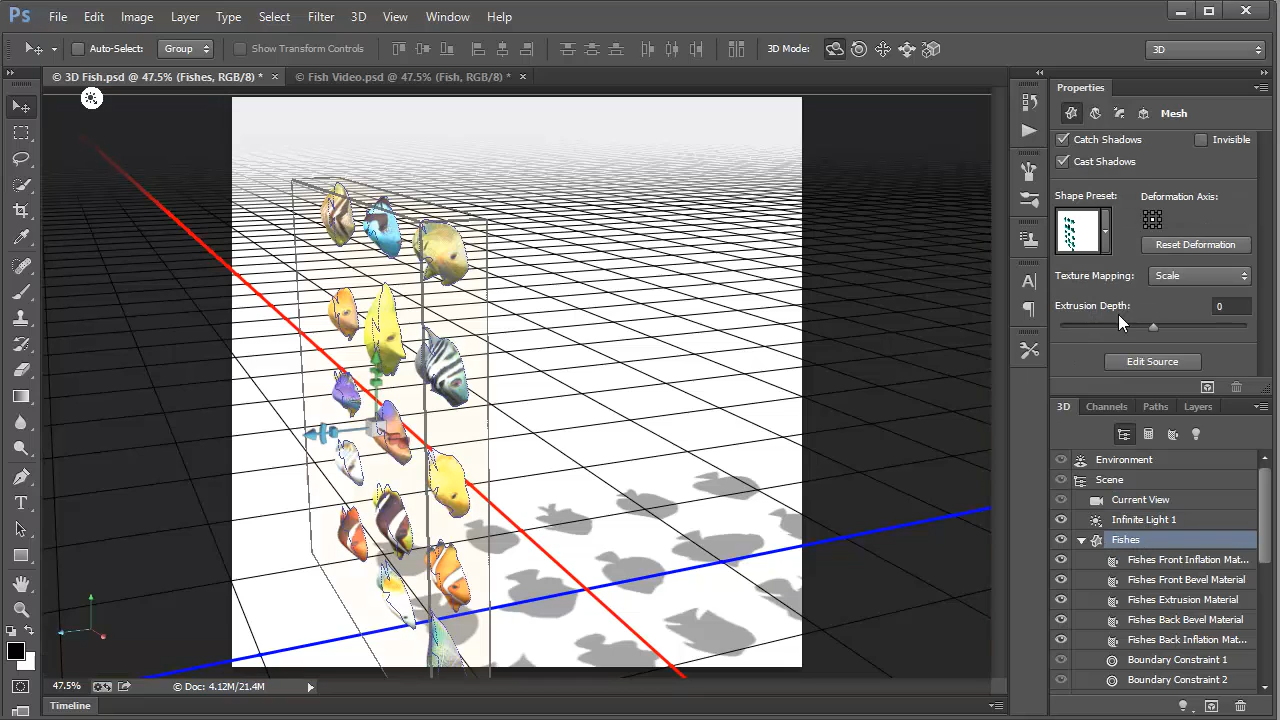 Ps File Edit Image Layer Type Select Filter 3D View Window Help
Auto-Select: Group Show Transform Controls 3D Mode: 3D
© 3D Fish.psd @ 47.5% (Fishes, RGB/8) * × © Fish Video.psd @ 47.5% (Fish, RGB/8) * ×
Properties
Mesh
Catch Shadows Invisible
Cast Shadows
Shape Preset: Deformation Axis:
Reset Deformation
Texture Mapping: Scale
Extrusion Depth: 0
Edit Source
3D Channels Paths Layers
Environment
Scene
Current View
Infinite Light 1
Fishes
Fishes Front Inflation Mat...
Fishes Front Bevel Material
Fishes Extrusion Material
Fishes Back Bevel Material
Fishes Back Inflation Mat...
Boundary Constraint 1
Boundary Constraint 2
47.5% © Doc: 4.12M/21.4M
Timeline